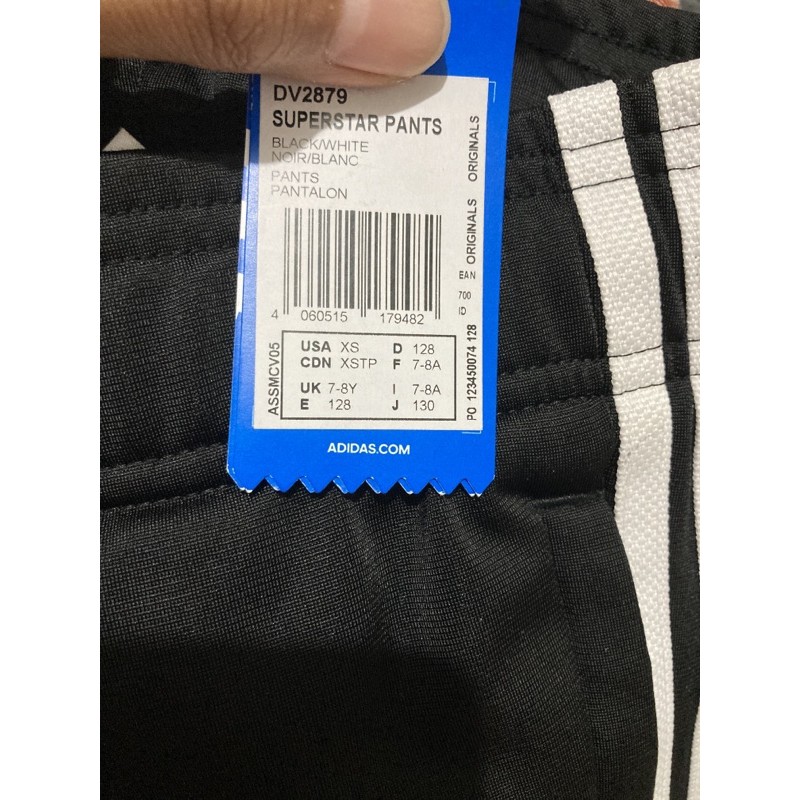 DV2879
SUPERSTAR PANTS
BLACK/WHITE
NOIR/BLANC
PANTS
PANTALON
ORIGINALS
ORIGINALS
EAN
700
ID
4 060515 179482
ASSMCV05
USA XS D 128
CDN XSTP F 7-8A
UK 7-8Y I 7-8A
E 128 J 130
PO 123450074 128
ADIDAS.COM